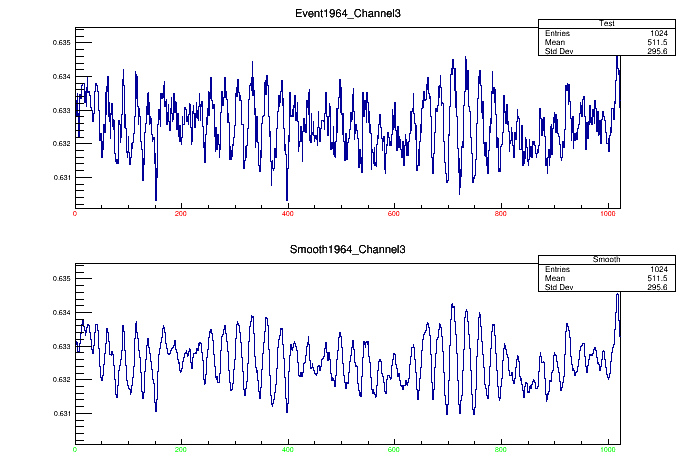 Event1964_Channel3
Test
Entries 1024
Mean 511.5
Std Dev 295.6
0.635
0.634
0.633
0.632
0.631
0 200 400 600 800 1000
Smooth1964_Channel3
Smooth
Entries 1024
Mean 511.5
Std Dev 295.6
0.635
0.634
0.633
0.632
0.631
0 200 400 600 800 1000